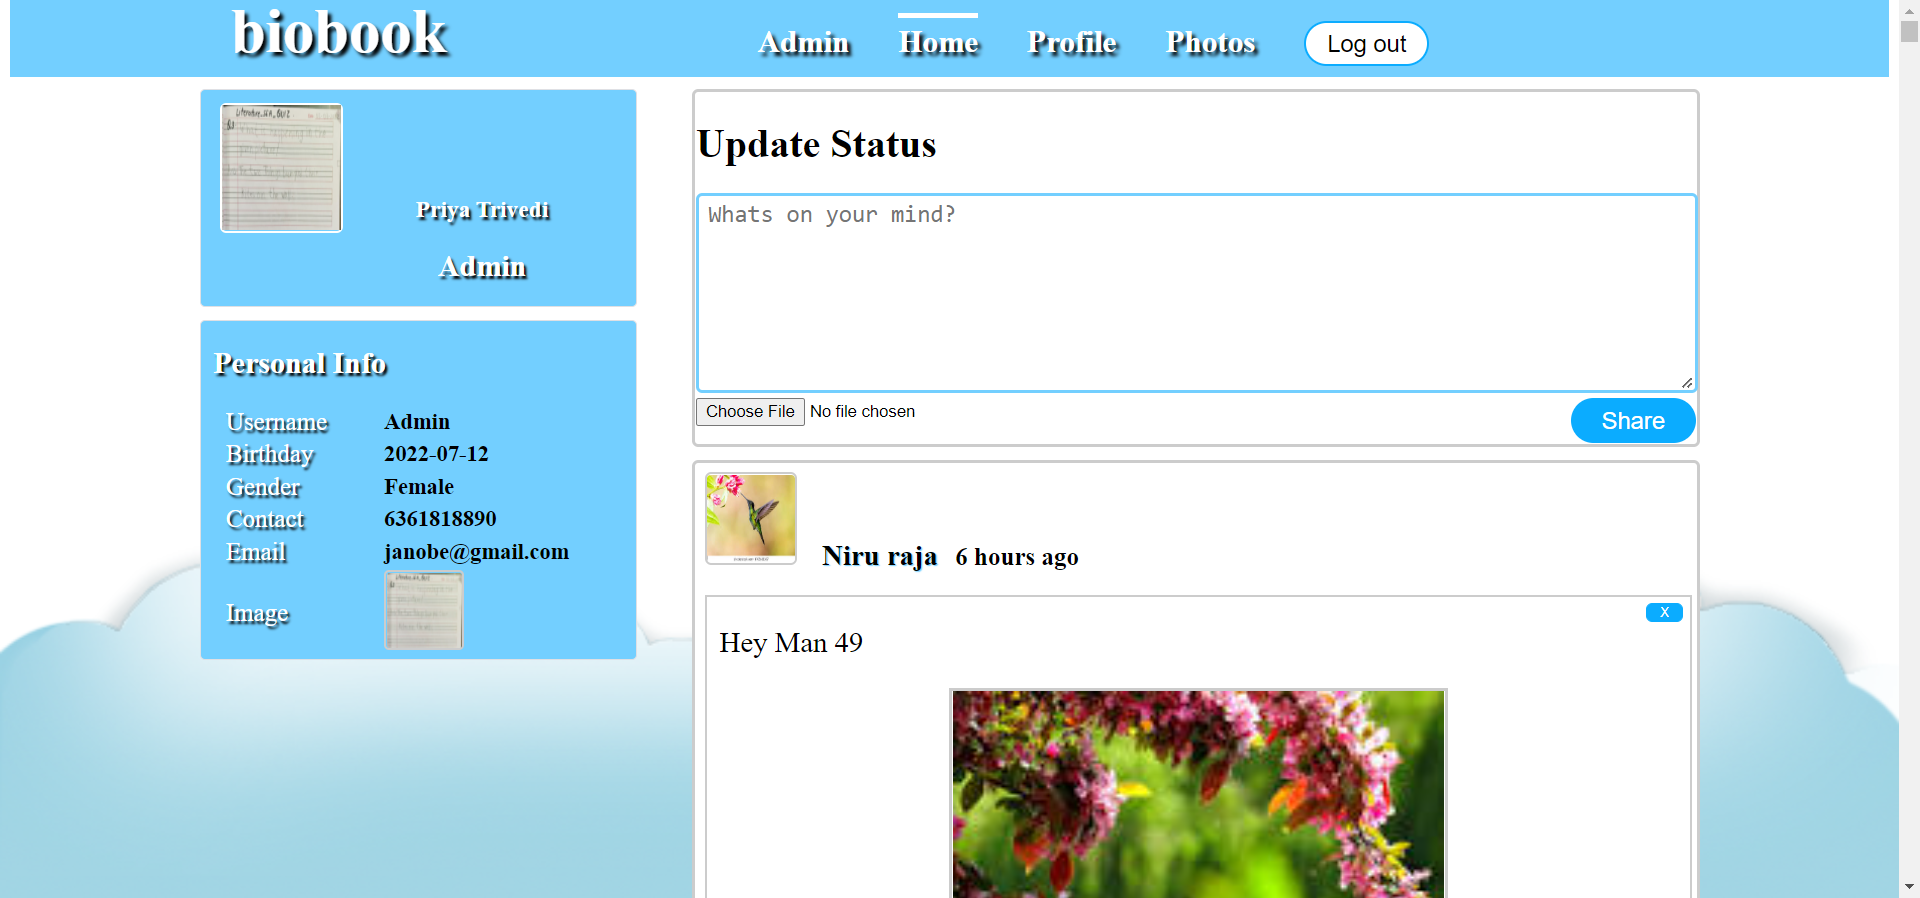 biobook
Admin Home Profile Photos Log out
Priya Trivedi
Admin
Personal Info
Username Admin
Birthday 2022-07-12
Gender Female
Contact 6361818890
Email janobe@gmail.com
Image
Update Status
Whats on your mind?
Choose File No file chosen
Share
Niru raja 6 hours ago
X
Hey Man 49